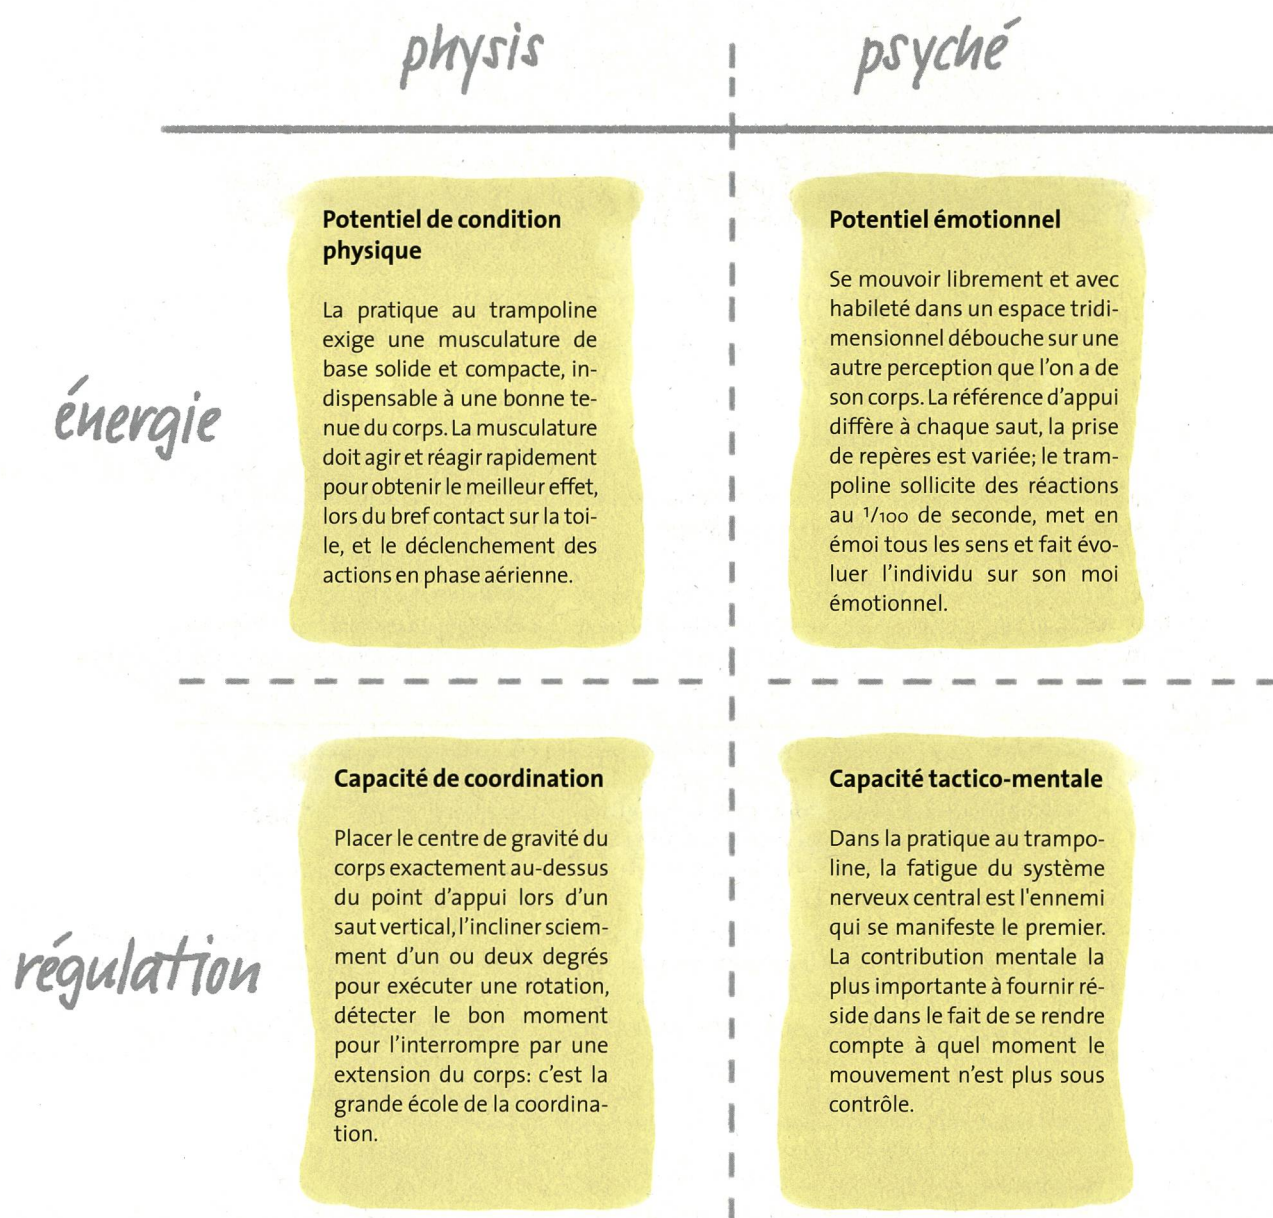 physis
psyché
énergie
Potentiel de condition
physique
La pratique au trampoline
exige une musculature de
base solide et compacte, in-
dispensable à une bonne te-
nue du corps. La musculature
doit agir et réagir rapidement
pour obtenir le meilleur effet,
lors du bref contact sur la toi-
le, et le déclenchement des
actions en phase aérienne.
Potentiel émotionnel
Se mouvoir librement et avec
habileté dans un espace tridi-
mensionnel débouche sur une
autre perception que l’on a de
son corps. La référence d’appui
diffère à chaque saut, la prise
de repères est variée; le tram-
poline sollicite des réactions
au 1/100 de seconde, met en
émoi tous les sens et fait évo-
luer l’individu sur son moi
émotionnel.
régulation
Capacité de coordination
Placer le centre de gravité du
corps exactement au-dessus
du point d’appui lors d’un
saut vertical, l’incliner sciem-
ment d’un ou deux degrés
pour exécuter une rotation,
détecter le bon moment
pour l’interrompre par une
extension du corps: c’est la
grande école de la coordina-
tion.
Capacité tactico-mentale
Dans la pratique au trampo-
line, la fatigue du système
nerveux central est l'ennemi
qui se manifeste le premier.
La contribution mentale la
plus importante à fournir ré-
side dans le fait de se rendre
compte à quel moment le
mouvement n’est plus sous
contrôle.